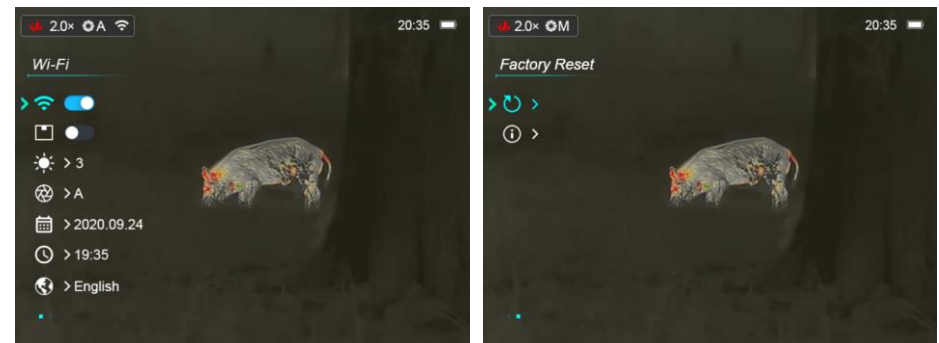 2.0× A 20:35
Wi-Fi
> 3
> A
> 2020.09.24
> 19:35
> English
2.0× M 20:35
Factory Reset